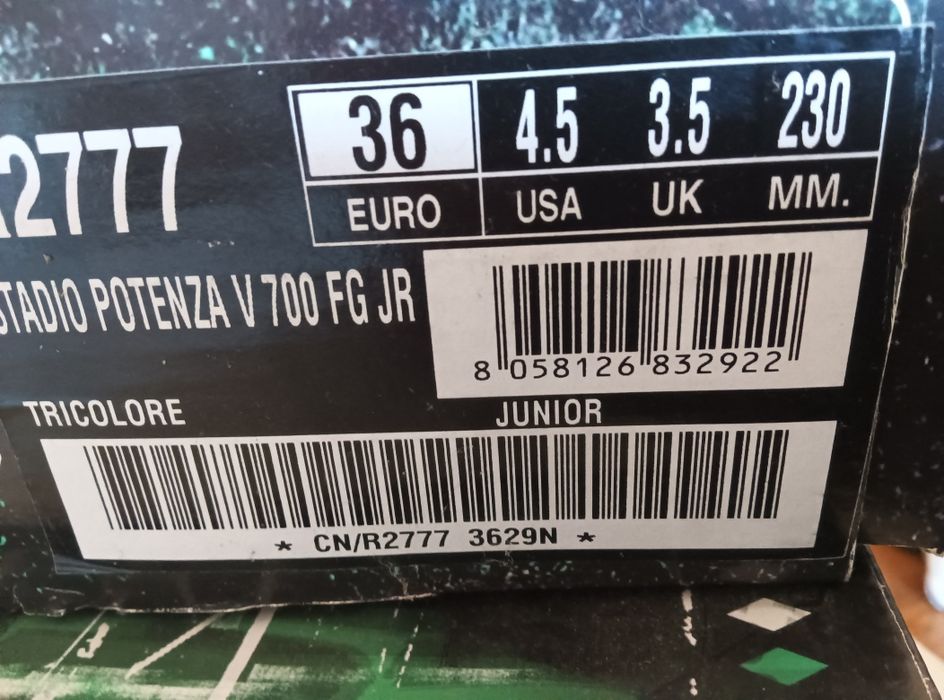 R2777
36 4.5 3.5 230
EURO USA UK MM.
STADIO POTENZA V 700 FG JR
8 058126 832922
TRICOLORE JUNIOR
* CN/R2777 3629N *